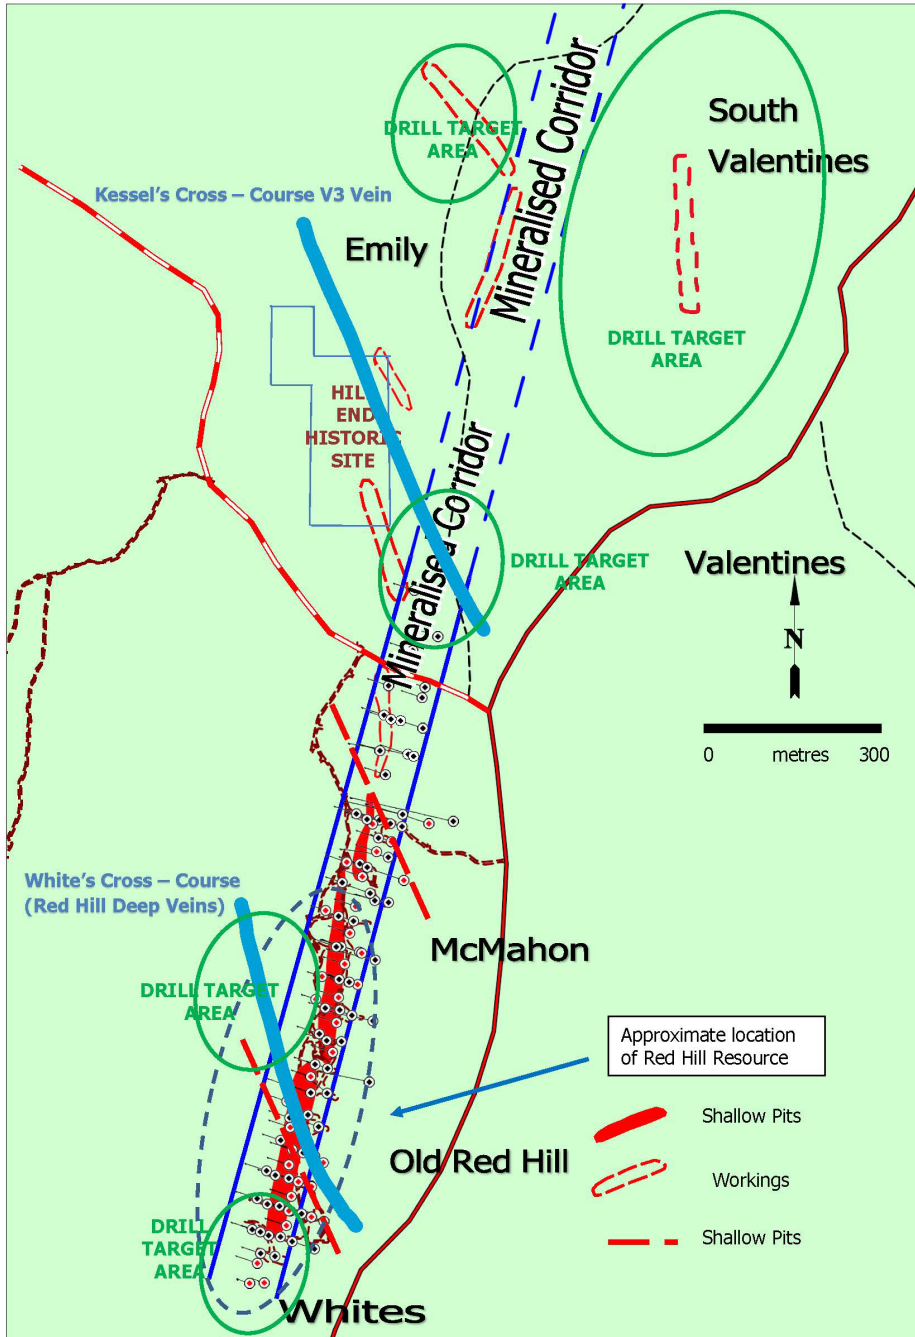 Mineralised Corridor
South
Valentines
DRILL TARGET
AREA
Kessel's Cross – Course V3 Vein
Emily
DRILL TARGET
AREA
HIL
END
HISTORIC
SITE
Mineralised Corridor
DRILL TARGET
AREA
Valentines
N
0 metres 300
White's Cross – Course
(Red Hill Deep Veins)
McMahon
DRILL TARGET
AREA
Approximate location
of Red Hill Resource
Shallow Pits
Old Red Hill
Workings
DRILL
TARGET
AREA
Shallow Pits
Whites